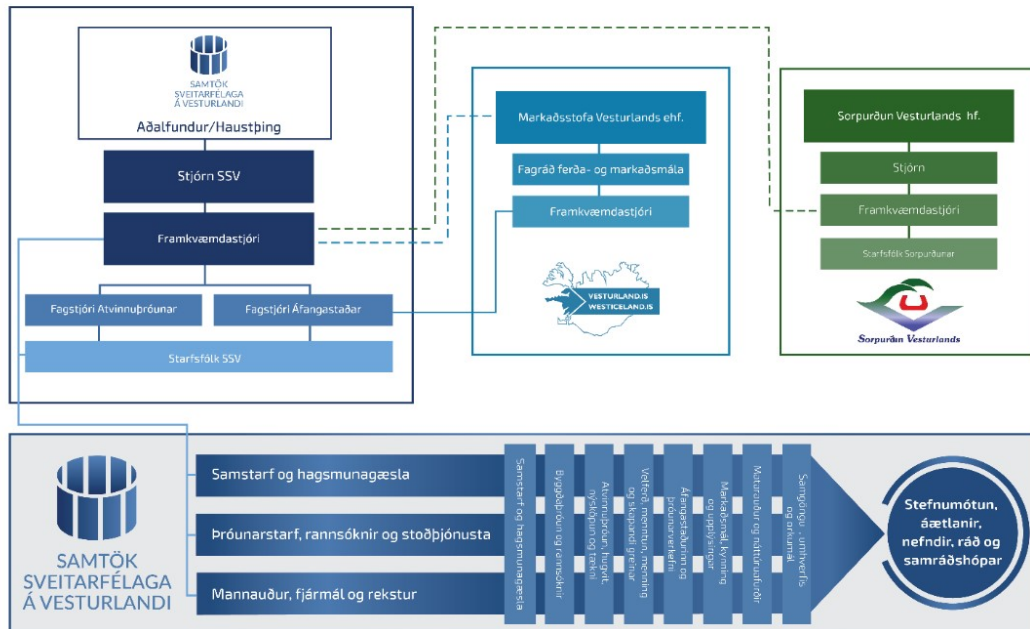 SAMTÖK
SVEITARFÉLAGA
Á VESTURLANDI
Aðalfundur/Haustþing
Stjórn SSV
Framkvæmdastjóri
Fagstjóri Atvinnuþróunar
Fagstjóri Áfangastaðar
Starfsfólk SSV
Markaðsstofa Vesturlands ehf.
Fagráð ferða- og markaðsmála
Framkvæmdastjóri
VESTURLAND.IS
WESTICELAND.IS
Sorpurðun Vesturlands hf.
Stjórn
Framkvæmdastjóri
Starfsfólk Sorpurðunar
Sorpurðun Vesturlands
SAMTÖK
SVEITARFÉLAGA
Á VESTURLANDI
Samstarf og hagsmunagæsla
Þróunarstarf, rannsóknir og stoðþjónusta
Mannauður, fjármál og rekstur
Samstarf og hagsmunagæsla
Byggðaþróun og rannsóknir
Atvinnuþróun, hugvit,
nýsköpun og tækni
Velferð, menntun, menning
og skapandi greinar
Áfangastaðurinn og
þróunarverkefni
Markaðsmál, kynning
og upplýsingar
Matarauður og náttúruafurðir
Samgöngu-, umhverfis
og orkumál
Stefnumótun,
áætlanir,
nefndir, ráð og
samráðshópar